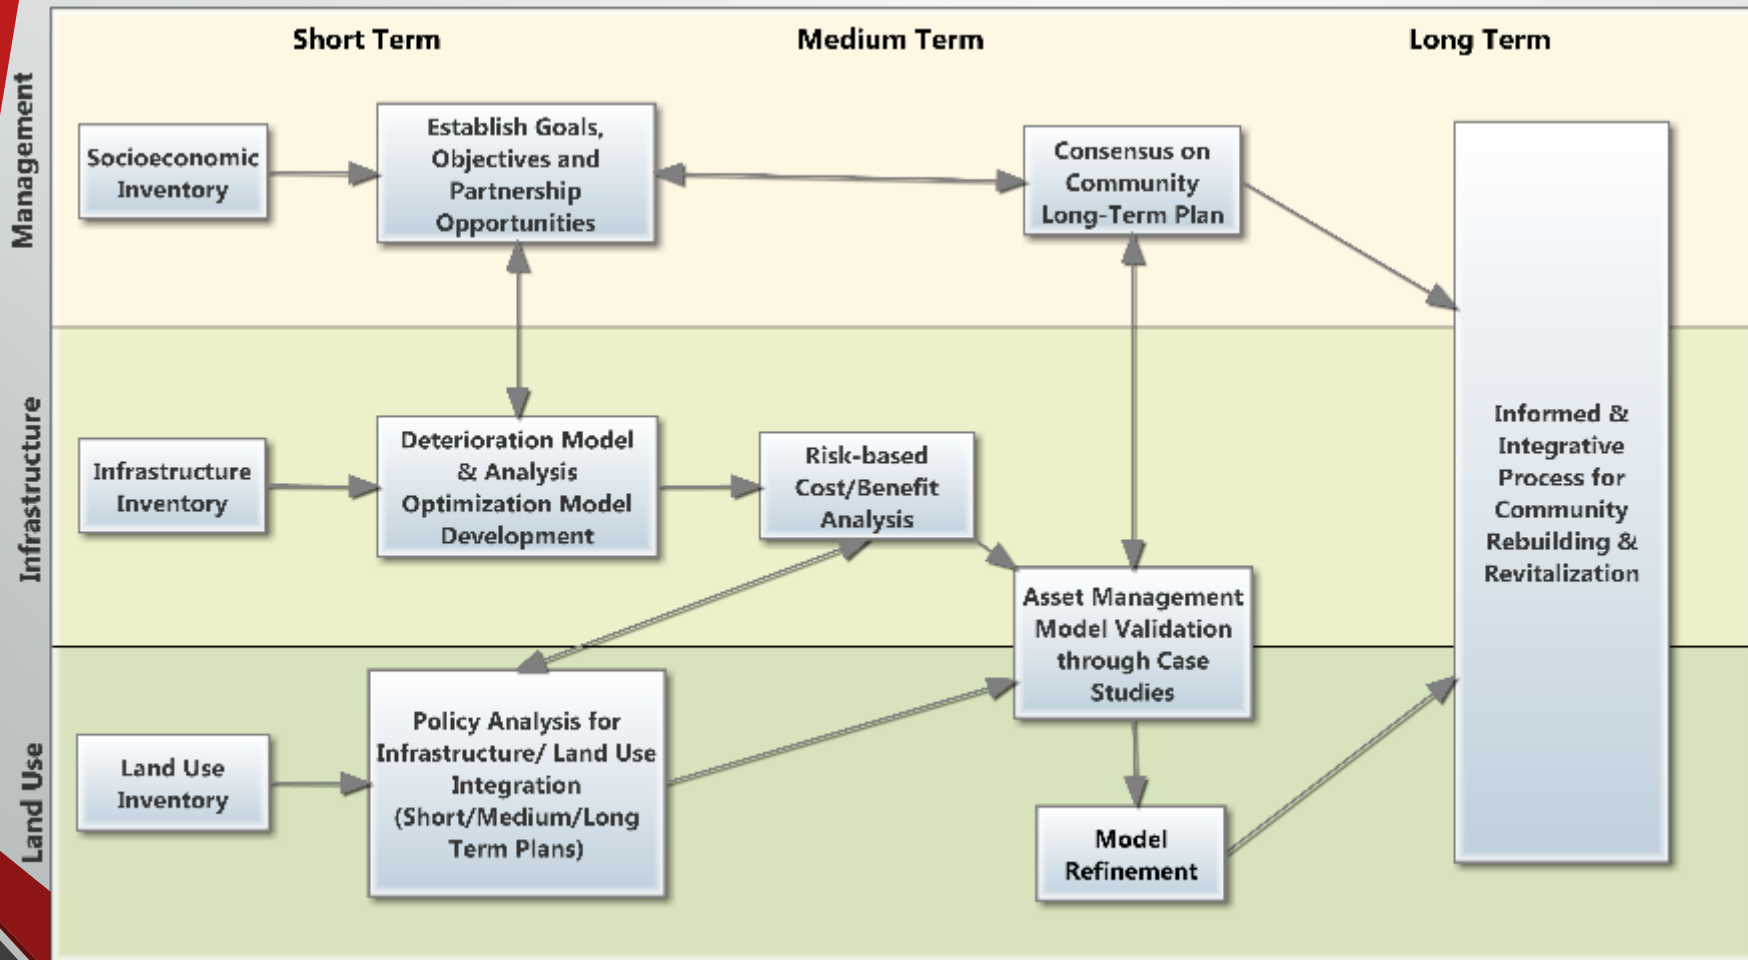 Short Term
Medium Term
Long Term
Management
Socioeconomic
Inventory
Establish Goals,
Objectives and
Partnership
Opportunities
Consensus on
Community
Long-Term Plan
Infrastructure
Infrastructure
Inventory
Deterioration Model
& Analysis
Optimization Model
Development
Risk-based
Cost/Benefit
Analysis
Asset Management
Model Validation
through Case
Studies
Informed &
Integrative
Process for
Community
Rebuilding &
Revitalization
Land Use
Land Use
Inventory
Policy Analysis for
Infrastructure/ Land Use
Integration
(Short/Medium/Long
Term Plans)
Model
Refinement